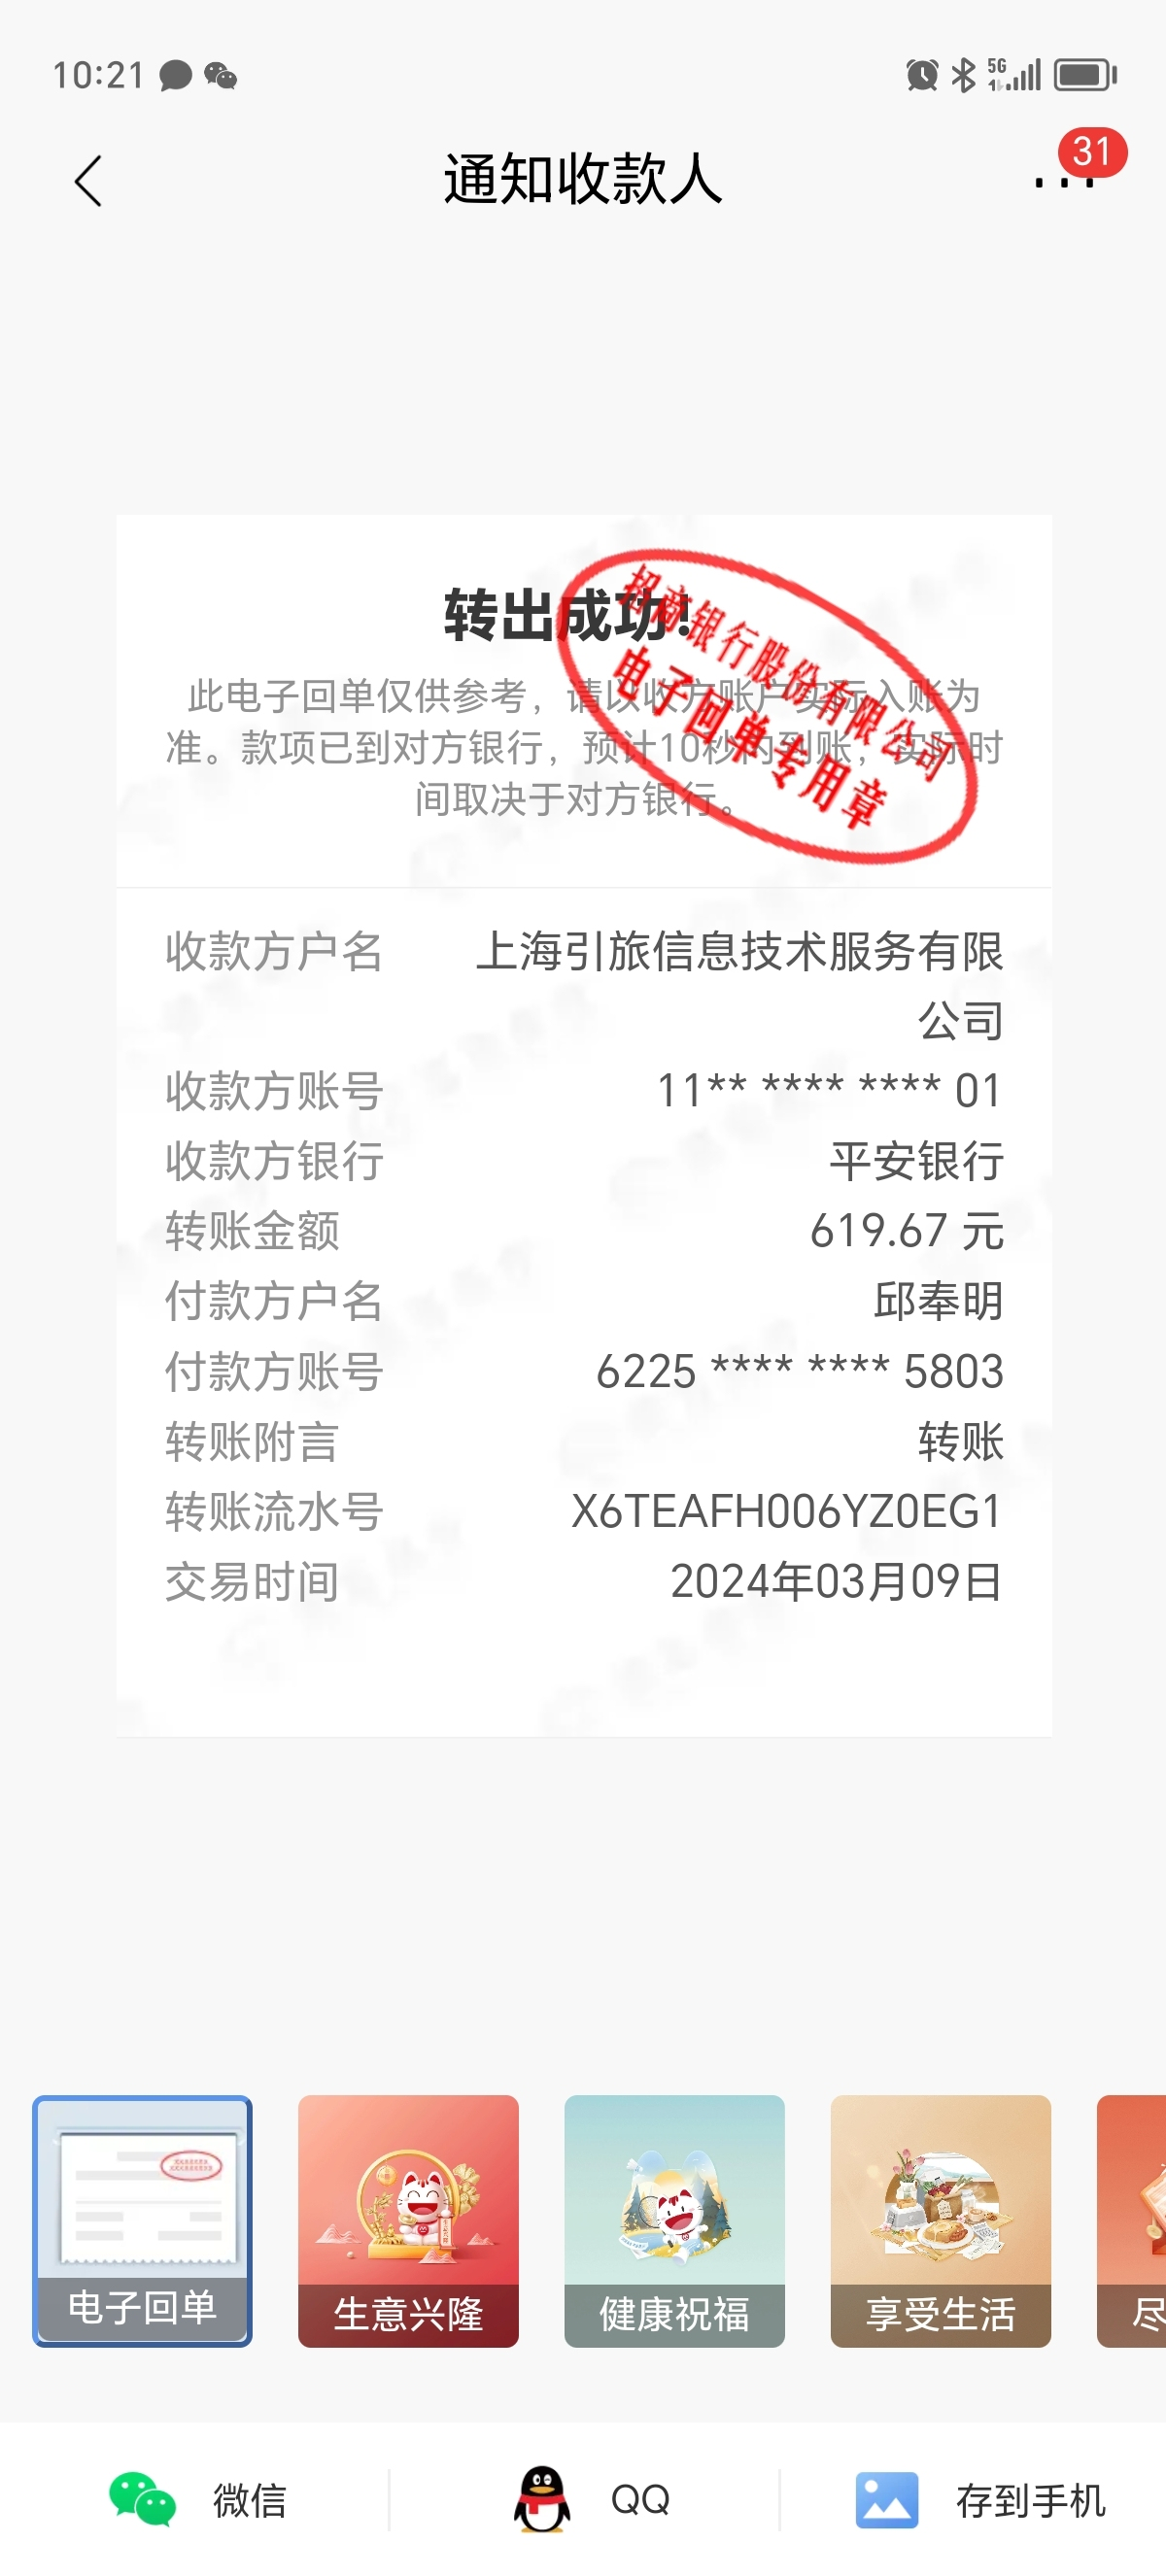 10:21
5G
31
通知收款人
转出成功!
招商银行股份有限公司
电子回单专用章
此电子回单仅供参考，请以收方账户实际入账为
准。款项已到对方银行，预计10秒内到账，实际时
间取决于对方银行。
收款方户名 上海引旅信息技术服务有限
公司
收款方账号 11** **** **** 01
收款方银行 平安银行
转账金额 619.67 元
付款方户名 邱奉明
付款方账号 6225 **** **** 5803
转账附言 转账
转账流水号 X6TEAFH006YZ0EG1
交易时间 2024年03月09日
电子回单 生意兴隆 健康祝福 享受生活 尽
微信 QQ 存到手机